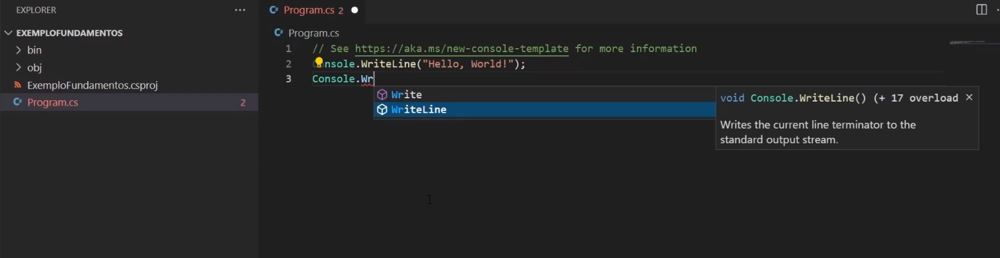 EXPLORER
...
EXEMPLOFUNDAMENTOS
bin
obj
ExemploFundamentos.csproj
C# Program.cs 2
C# Program.cs 2
C# Program.cs
1 // See https://aka.ms/new-console-template for more information
2 Console.WriteLine("Hello, World!");
3 Console.Wr
Write
WriteLine
void Console.WriteLine() (+ 17 overload
Writes the current line terminator to the
standard output stream.